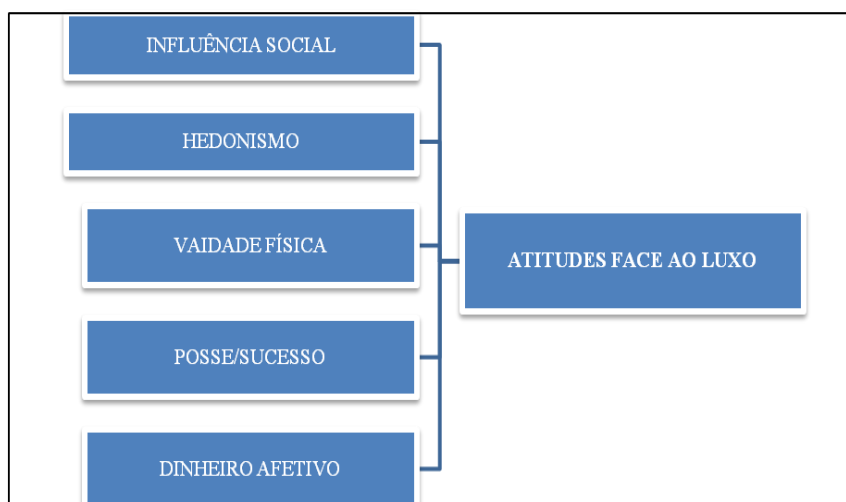 INFLUÊNCIA SOCIAL
HEDONISMO
VAIDADE FÍSICA
ATITUDES FACE AO LUXO
POSSE/SUCESSO
DINHEIRO AFETIVO